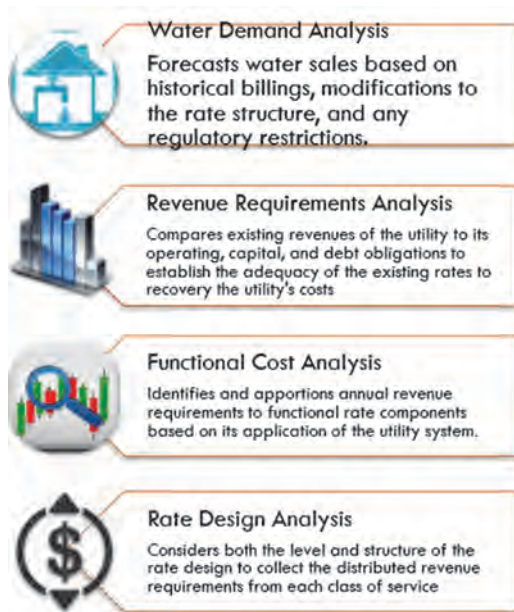 Water Demand Analysis
Forecasts water sales based on
historical billings, modifications to
the rate structure, and any
regulatory restrictions.
Revenue Requirements Analysis
Compares existing revenues of the utility to its
operating, capital, and debt obligations to
establish the adequacy of the existing rates to
recovery the utility's costs
Functional Cost Analysis
Identifies and apportions annual revenue
requirements to functional rate components
based on its application of the utility system.
$
Rate Design Analysis
Considers both the level and structure of the
rate design to collect the distributed revenue
requirements from each class of service